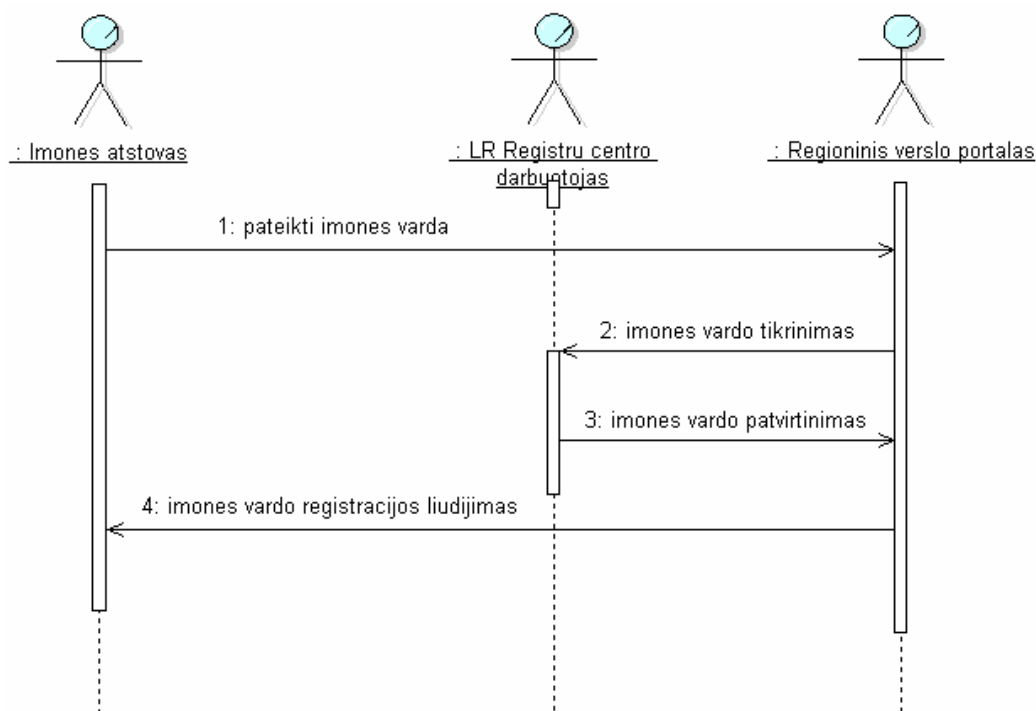 : Imones atstovas
: LR Registru centro
darbuotojas
: Regioninis verslo portalas
1: pateikti imones varda
2: imones vardo tikrinimas
3: imones vardo patvirtinimas
4: imones vardo registracijos liudijimas